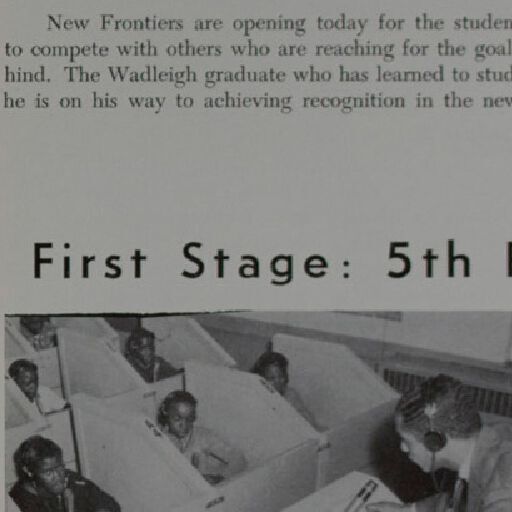 New Frontiers are opening today for the studen
to compete with others who are reaching for the goal
hind. The Wadleigh graduate who has learned to stud
he is on his way to achieving recognition in the new
First Stage: 5th